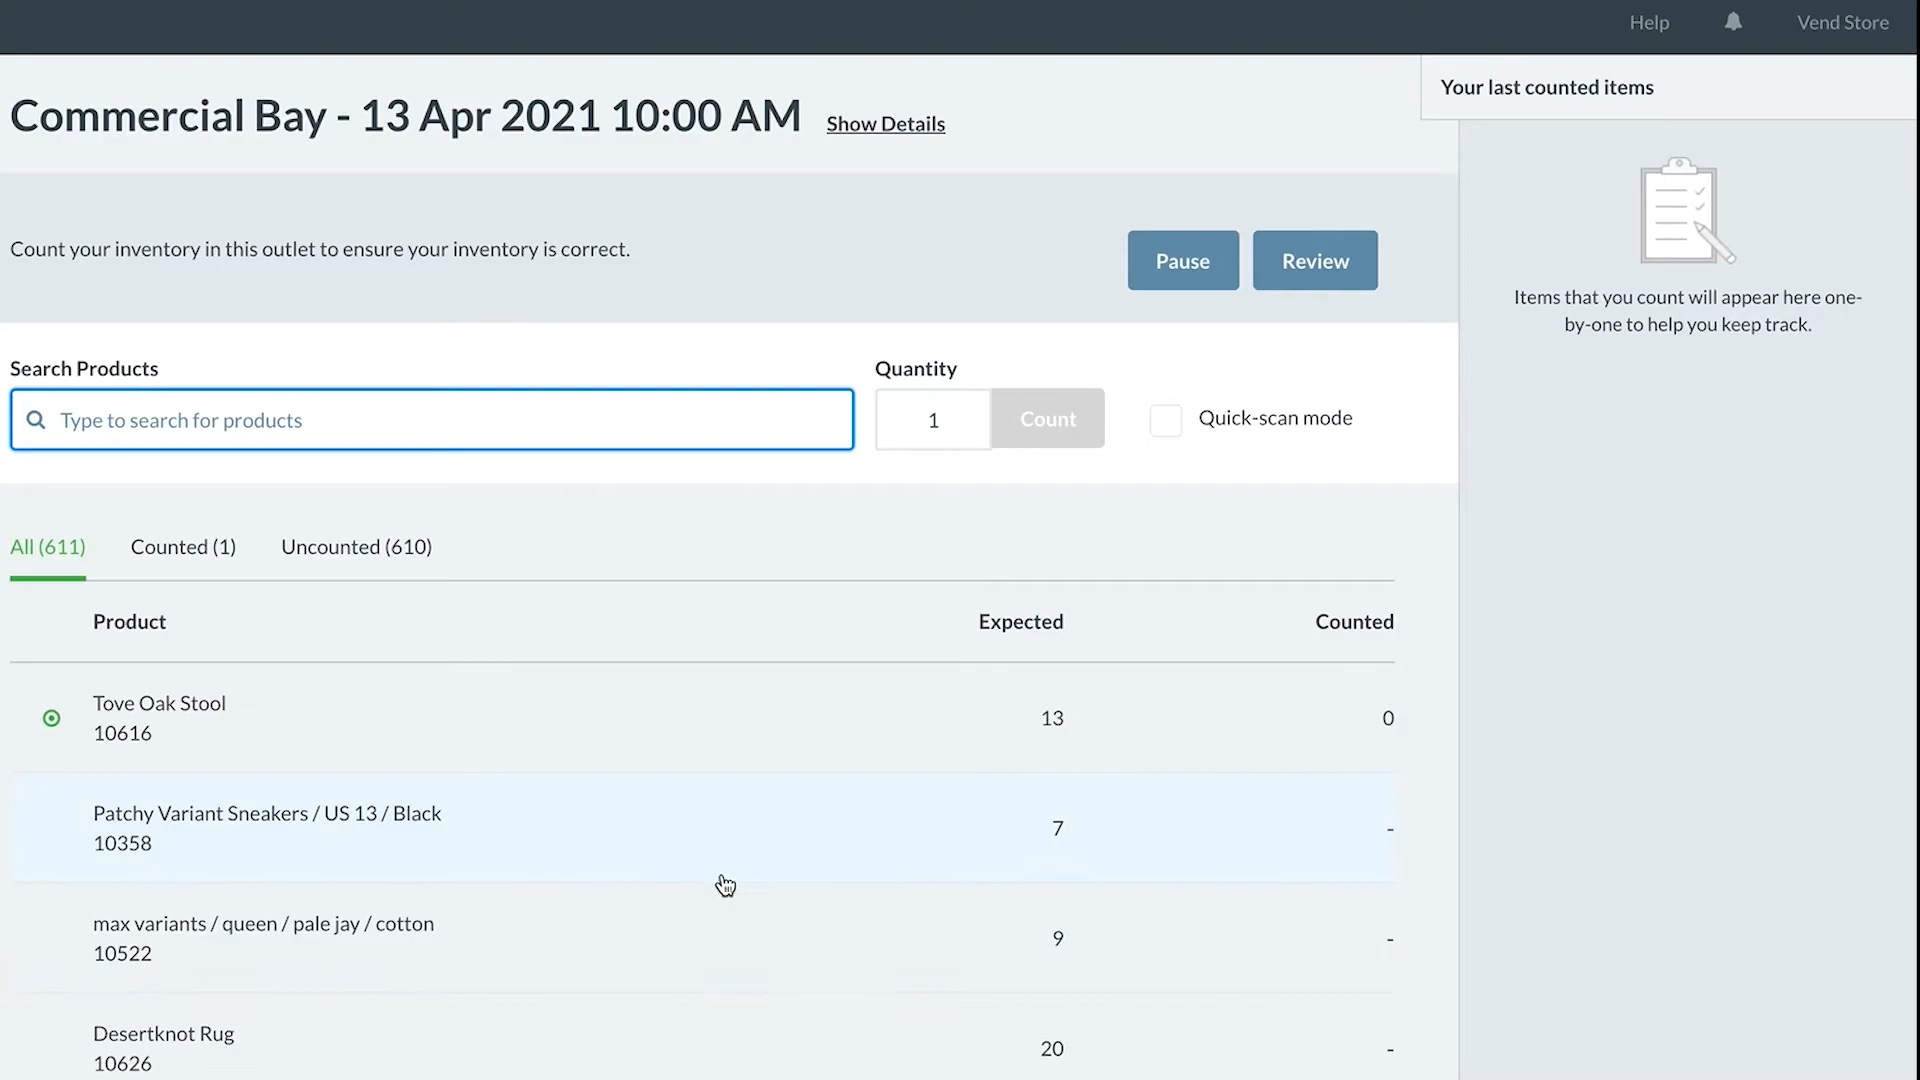 Help
Vend Store
Commercial Bay - 13 Apr 2021 10:00 AM
Show Details
Your last counted items
Count your inventory in this outlet to ensure your inventory is correct.
Pause
Review
Items that you count will appear here one-
by-one to help you keep track.
Search Products
Quantity
Type to search for products
1
Count
Quick-scan mode
All (611)
Counted (1)
Uncounted (610)
Product
Expected
Counted
Tove Oak Stool
10616
13
0
Patchy Variant Sneakers / US 13 / Black
10358
7
-
max variants / queen / pale jay / cotton
10522
9
-
Desertknot Rug
10626
20
-